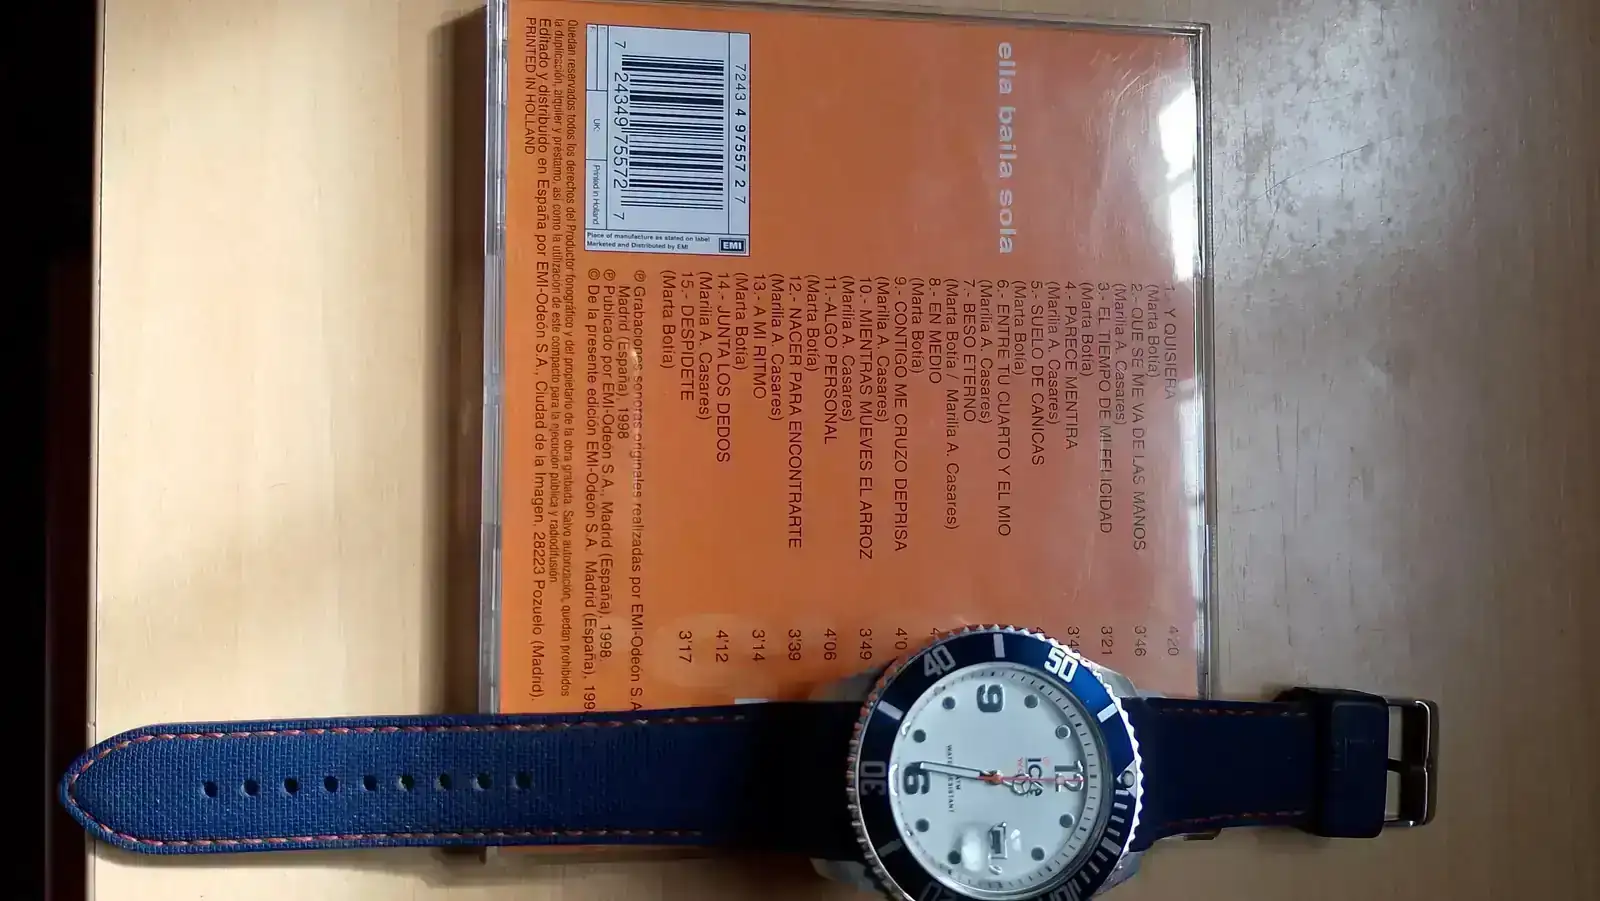 ella baila sola
1.- Y QUISIERA 4'20
(Marta Botía)
2.- QUE SE ME VA DE LAS MANOS 3'46
(Marilia A. Casares)
3.- EL TIEMPO DE MI FELICIDAD 3'21
(Marta Botía)
4.- PARECE MENTIRA
(Marilia A. Casares)
5.- SUELO DE CANICAS
(Marta Botía)
6.- ENTRE TU CUARTO Y EL MIO
(Marilia A. Casares)
7.- BESO ETERNO
(Marta Botía / Marilia A. Casares)
8.- EN MEDIO
(Marta Botía)
9.- CONTIGO ME CRUZO DEPRISA
(Marilia A. Casares)
10.- MIENTRAS MUEVES EL ARROZ 3'49
(Marilia A. Casares)
11.- ALGO PERSONAL 4'06
(Marta Botía)
12.- NACER PARA ENCONTRARTE 3'39
(Marilia A. Casares)
13.- A MI RITMO 3'14
(Marta Botía)
14.- JUNTA LOS DEDOS 4'12
(Marilia A. Casares)
15.- DESPIDETE 3'17
(Marta Botía)
7243 4 97557 2 7
7 24349 75572 7
UK:
Printed in Holland
Place of manufacture as stated on label
Marketed and Distributed by EMI
EMI
℗ Grabaciones sonoras originales realizadas por EMI-Odeón S.A.
Madrid (España), 1998
℗ Publicado por EMI-Odeón S.A., Madrid (España), 1998
© De la presente edición EMI-Odeón S.A. Madrid (España),
Quedan reservados todos los derechos del Productor fonográfico y del propietario de la obra grabada. Salvo autorización, quedan prohibidos
la duplicación, alquiler y préstamo, así como la utilización de este compacto para la ejecución pública y radiodifusión.
Editado y distribuido en España por EMI-Odeón S.A., Ciudad de la Imagen, 28223 Pozuelo (Madrid).
PRINTED IN HOLLAND
50
40
30
12
9
6
ICE
WATER RESISTANT